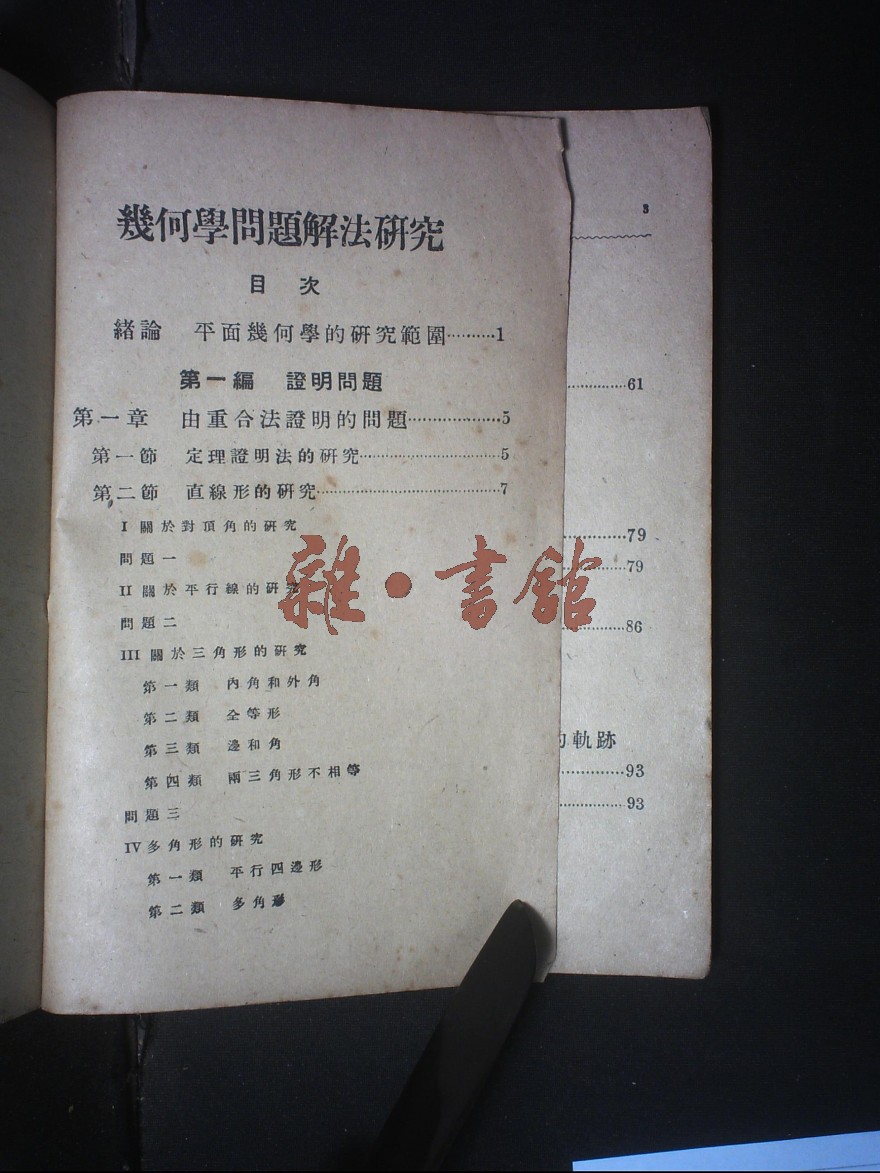 幾何學問題解法研究
目 次
緒論 平面幾何學的研究範圍………1
第一編 證明問題
第一章 由重合法證明的問題………5
第一節 定理證明法的研究………5
第二節 直線形的研究………7
I 關於對頂角的研究
問題一
II 關於平行線的研究
問題二
III 關於三角形的研究
第一類 內角和外角
第二類 全等形
第三類 邊和角
第四類 兩三角形不相等
問題三
IV 多角形的研究
第一類 平行四邊形
第二類 多角形
雜·書館
3
………61
………79
………79
………86
的軌跡
………93
………93